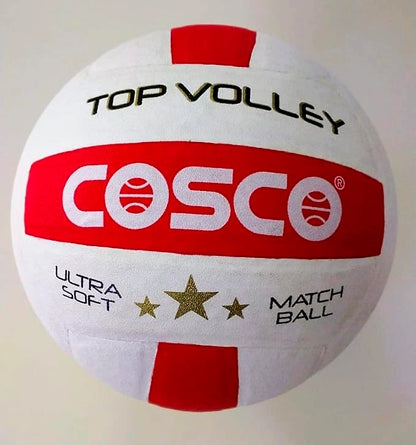 TOP VOLLEY
COSCO®
ULTRA
SOFT
MATCH
BALL